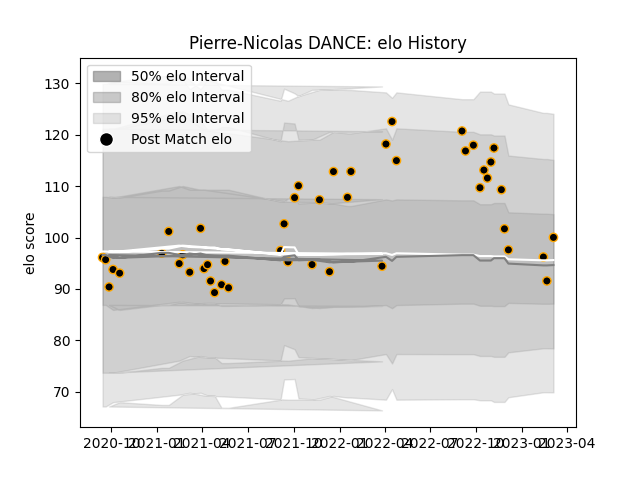 Pierre-Nicolas DANCE: elo History
50% elo Interval
80% elo Interval
95% elo Interval
Post Match elo
elo score
130
120
110
100
90
80
70
2020-10 2021-01 2021-04 2021-07 2021-10 2022-01 2022-04 2022-07 2022-10 2023-01 2023-04